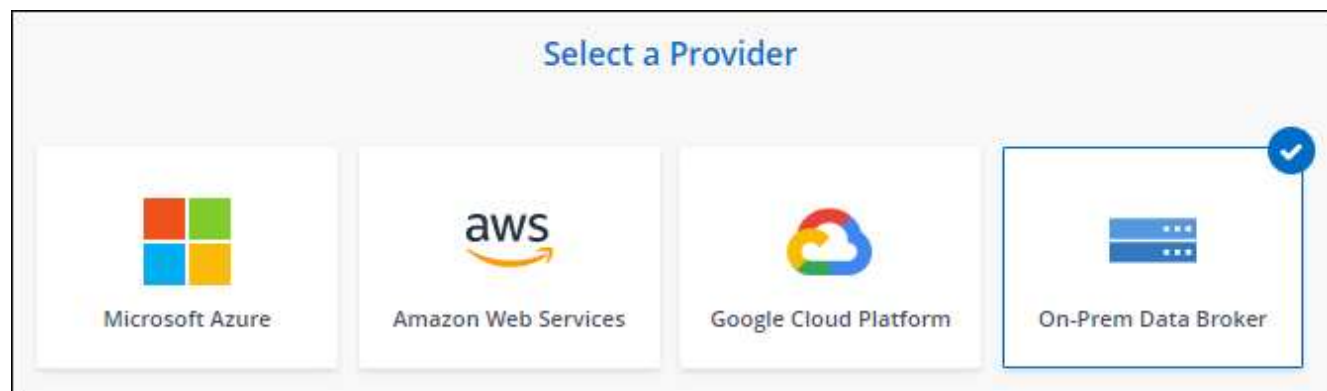 Select a Provider
aws
Microsoft Azure
Amazon Web Services
Google Cloud Platform
On-Prem Data Broker